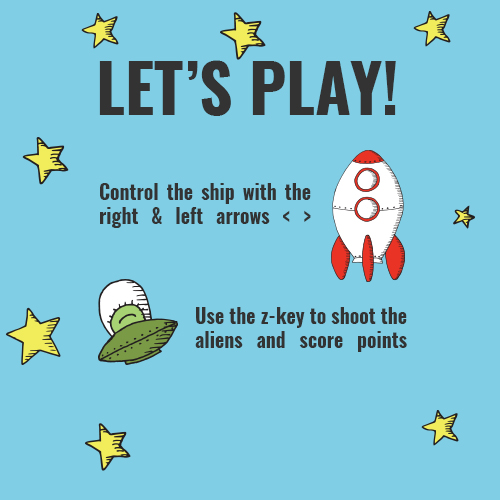 LET'S PLAY!
Control the ship with the
right & left arrows < >
Use the z-key to shoot the
aliens and score points